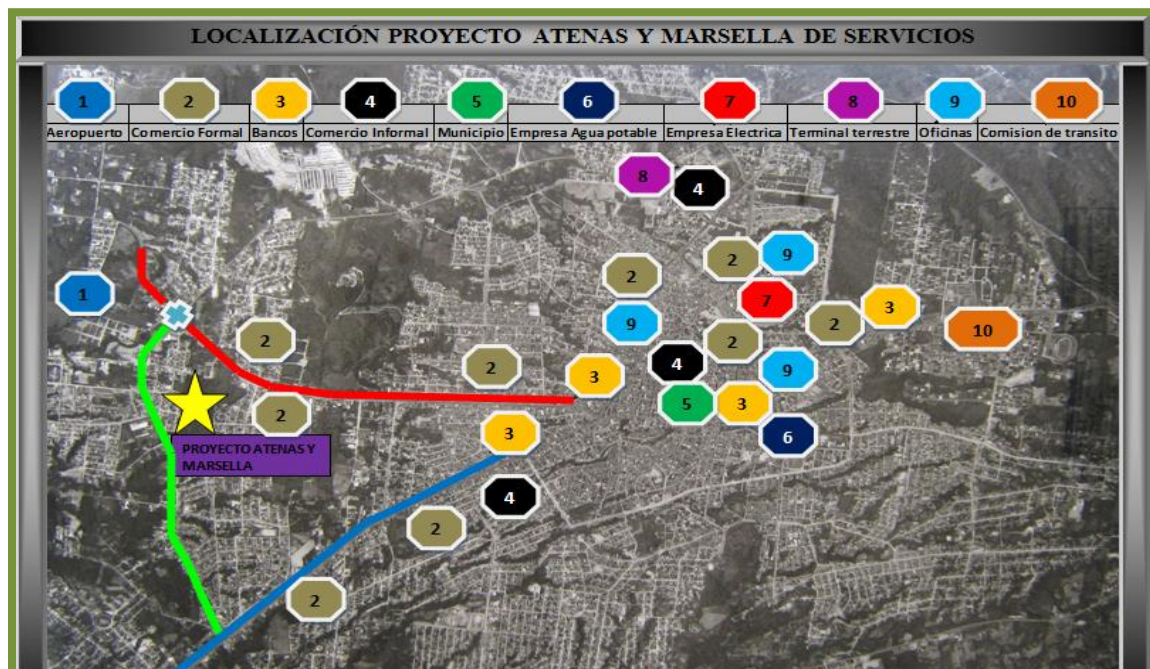 LOCALIZACIÓN PROYECTO ATENAS Y MARSELLA DE SERVICIOS
1 2 3 4 5 6 7 8 9 10
Aeropuerto Comercio Formal Bancos Comercio Informal Municipio Empresa Agua potable Empresa Electrica Terminal terrestre Oficinas Comision de transito
8 4
2 9
2
1 7 3
9 2 10
2 2
2 4 9
3
2 5 3
3 6
PROYECTO ATENAS Y
MARSELLA
4
2
2